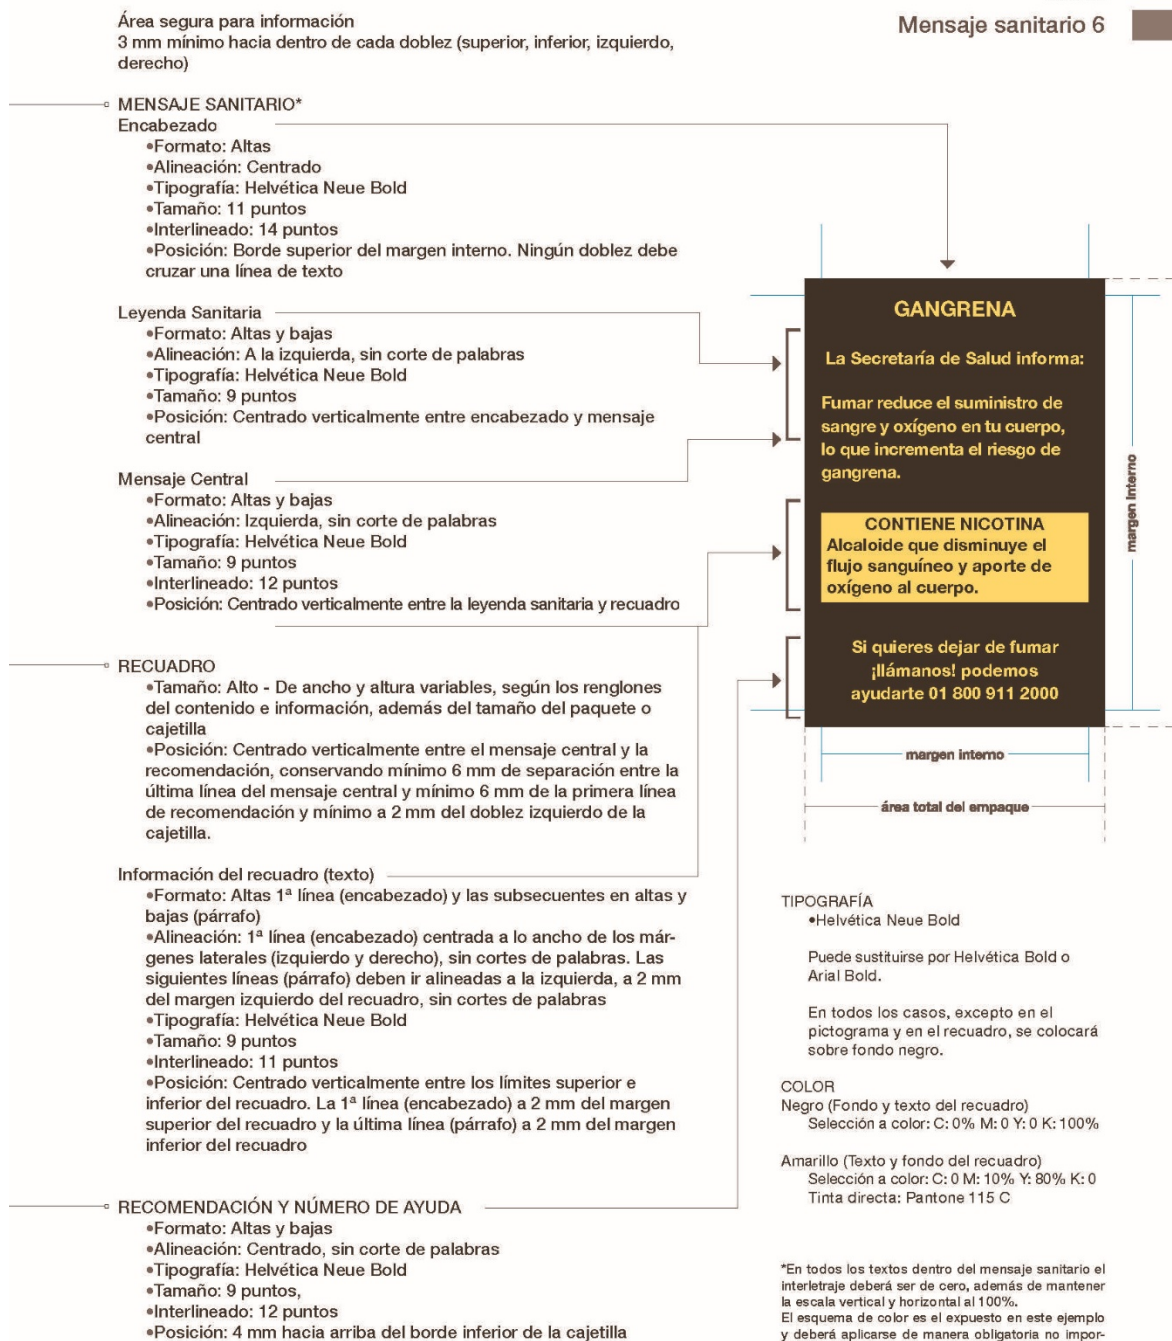 Área segura para información
3 mm mínimo hacia dentro de cada doblez (superior, inferior, izquierdo,
derecho)
Mensaje sanitario 6
MENSAJE SANITARIO*
Encabezado
•Formato: Altas
•Alineación: Centrado
•Tipografía: Helvética Neue Bold
•Tamaño: 11 puntos
•Interlineado: 14 puntos
•Posición: Borde superior del margen interno. Ningún doblez debe
cruzar una línea de texto
Leyenda Sanitaria
•Formato: Altas y bajas
•Alineación: A la izquierda, sin corte de palabras
•Tipografía: Helvética Neue Bold
•Tamaño: 9 puntos
•Posición: Centrado verticalmente entre encabezado y mensaje
central
Mensaje Central
•Formato: Altas y bajas
•Alineación: Izquierda, sin corte de palabras
•Tipografía: Helvética Neue Bold
•Tamaño: 9 puntos
•Interlineado: 12 puntos
•Posición: Centrado verticalmente entre la leyenda sanitaria y recuadro
RECUADRO
•Tamaño: Alto - De ancho y altura variables, según los renglones
del contenido e información, además del tamaño del paquete o
cajetilla
•Posición: Centrado verticalmente entre el mensaje central y la
recomendación, conservando mínimo 6 mm de separación entre la
última línea del mensaje central y mínimo 6 mm de la primera línea
de recomendación y mínimo a 2 mm del doblez izquierdo de la
cajetilla.
Información del recuadro (texto)
•Formato: Altas 1ª línea (encabezado) y las subsecuentes en altas y
bajas (párrafo)
•Alineación: 1ª línea (encabezado) centrada a lo ancho de los már-
genes laterales (izquierdo y derecho), sin cortes de palabras. Las
siguientes líneas (párrafo) deben ir alineadas a la izquierda, a 2 mm
del margen izquierdo del recuadro, sin cortes de palabras
•Tipografía: Helvética Neue Bold
•Tamaño: 9 puntos
•Interlineado: 11 puntos
•Posición: Centrado verticalmente entre los límites superior e
inferior del recuadro. La 1ª línea (encabezado) a 2 mm del margen
superior del recuadro y la última línea (párrafo) a 2 mm del margen
inferior del recuadro
RECOMENDACIÓN Y NÚMERO DE AYUDA
•Formato: Altas y bajas
•Alineación: Centrado, sin corte de palabras
•Tipografía: Helvética Neue Bold
•Tamaño: 9 puntos,
•Interlineado: 12 puntos
•Posición: 4 mm hacia arriba del borde inferior de la cajetilla
GANGRENA
La Secretaría de Salud informa:
Fumar reduce el suministro de
sangre y oxígeno en tu cuerpo,
lo que incrementa el riesgo de
gangrena.
CONTIENE NICOTINA
Alcaloide que disminuye el
flujo sanguíneo y aporte de
oxígeno al cuerpo.
Si quieres dejar de fumar
¡llámanos! podemos
ayudarte 01 800 911 2000
margen interno
margen interno
área total del empaque
TIPOGRAFÍA
•Helvética Neue Bold
Puede sustituirse por Helvética Bold o
Arial Bold.
En todos los casos, excepto en el
pictograma y en el recuadro, se colocará
sobre fondo negro.
COLOR
Negro (Fondo y texto del recuadro)
Selección a color: C: 0% M: 0 Y: 0 K: 100%
Amarillo (Texto y fondo del recuadro)
Selección a color: C: 0 M: 10% Y: 80% K: 0
Tinta directa: Pantone 115 C
*En todos los textos dentro del mensaje sanitario el
interletraje deberá ser de cero, además de mantener
la escala vertical y horizontal al 100%.
El esquema de color es el expuesto en este ejemplo
y deberá aplicarse de manera obligatoria no impor-